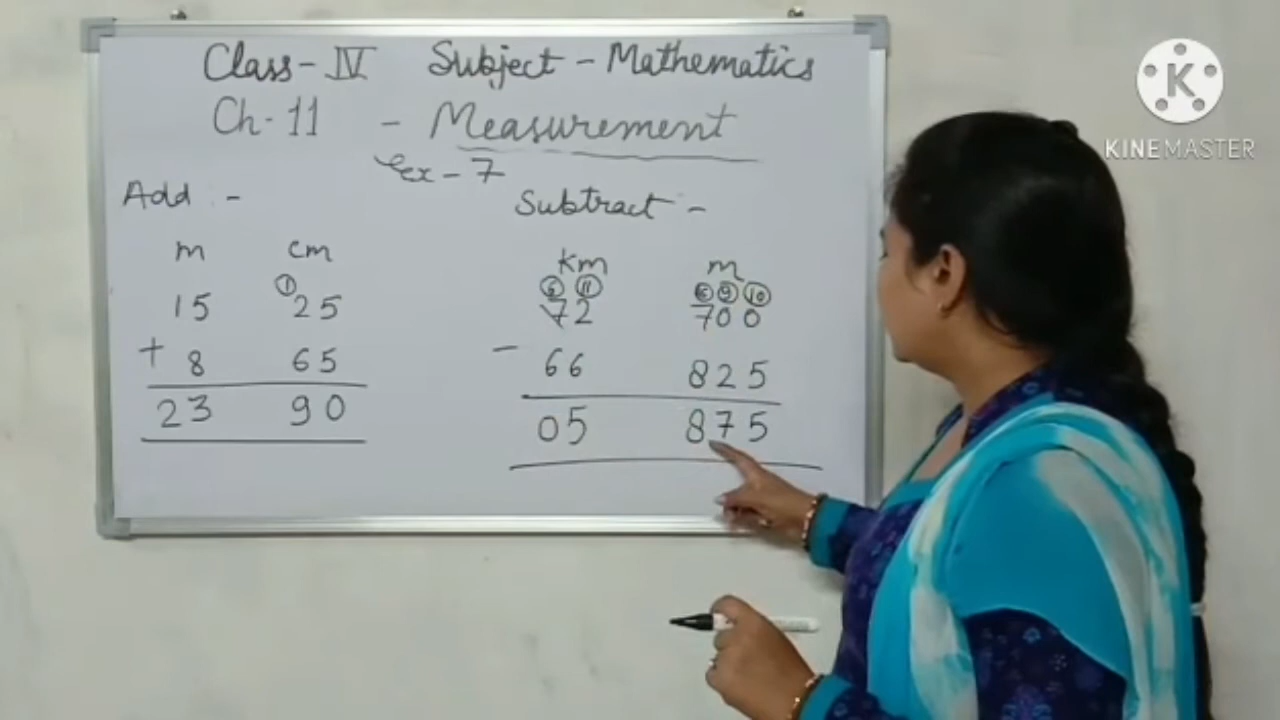 Class - IV Subject - Mathematics
Ch - 11 - Measurement
Ex - 7
Add : -
m cm
1
15 25
+ 8 65
23 90
Subtract -
Km m
6 11 6 9 10
72 700
- 66 825
05 875
K
KINEMASTER